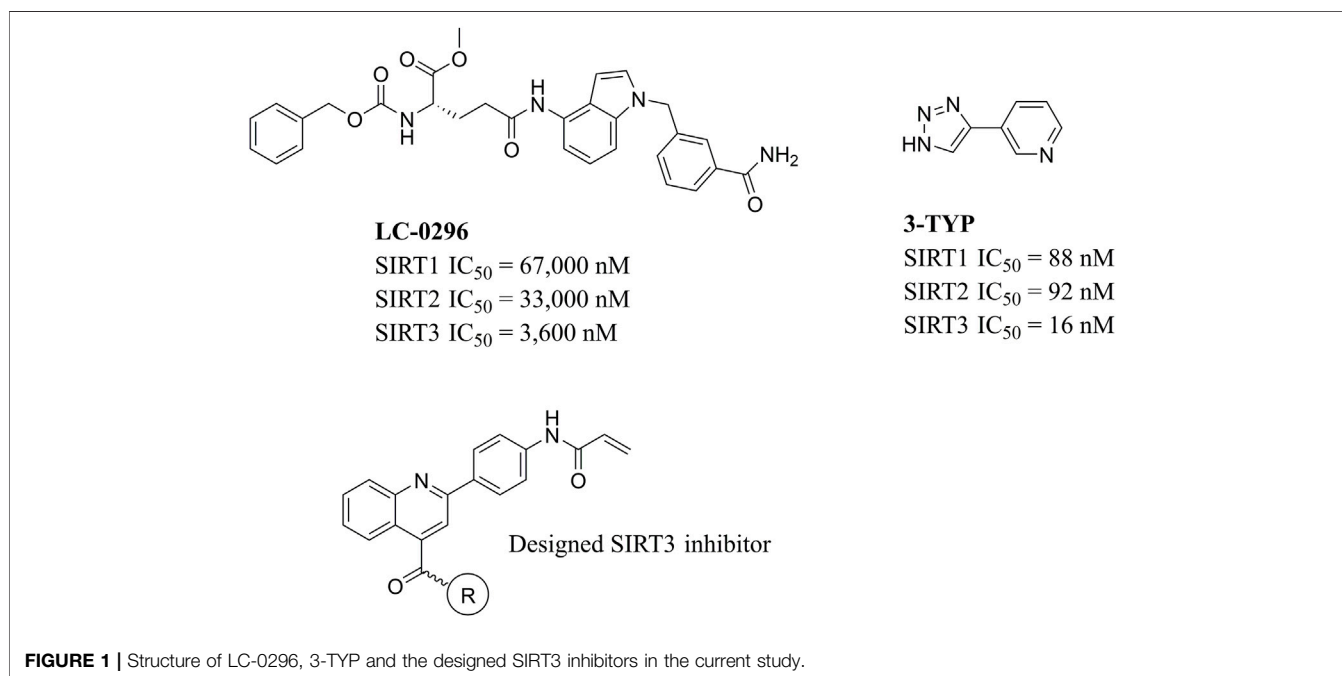 LC-0296
SIRT1 IC50 = 67,000 nM
SIRT2 IC50 = 33,000 nM
SIRT3 IC50 = 3,600 nM
3-TYP
SIRT1 IC50 = 88 nM
SIRT2 IC50 = 92 nM
SIRT3 IC50 = 16 nM
O
O
O
O
N
H
O
H
N
N
NH2
O
N
N
HN
N
H
N
O
N
Designed SIRT3 inhibitor
O
R
FIGURE 1 | Structure of LC-0296, 3-TYP and the designed SIRT3 inhibitors in the current study.